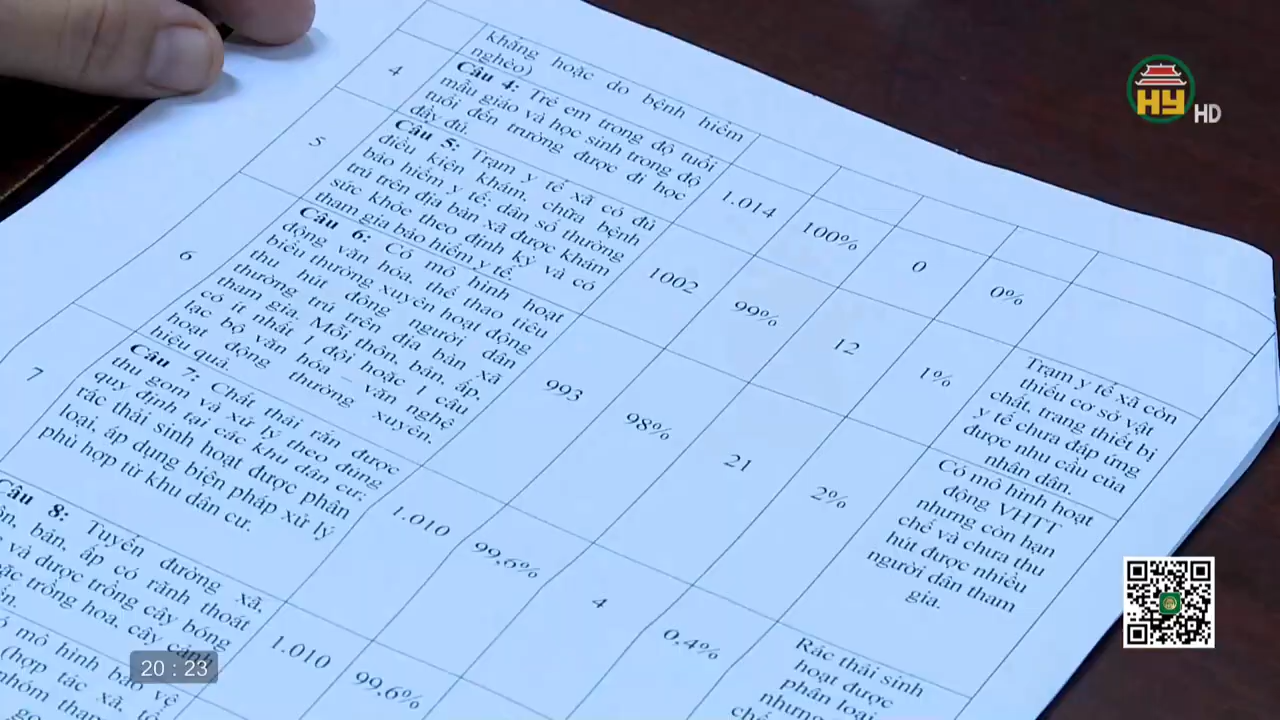 khăng hoặc do bệnh hiểm
nghèo)
4
Câu 4: Trẻ em trong độ tuổi
mẫu giáo và học sinh trong độ
tuổi đến trường được đi học
đầy đủ.
1.014
100%
0
0%
5
Câu 5: Trạm y tế xã có đủ
điều kiện khám, chữa bệnh
bảo hiểm y tế; dân số thường
trú trên địa bàn xã được khám
sức khỏe theo định kỳ và có
tham gia bảo hiểm y tế.
1002
99%
12
1%
Trạm y tế xã còn
thiếu cơ sở vật
chất, trang thiết bị
y tế chưa đáp ứng
được nhu cầu của
nhân dân.
6
Câu 6: Có mô hình hoạt
động văn hóa, thể thao tiêu
biểu thường xuyên hoạt động
thu hút đông người dân
thường trú trên địa bàn xã
tham gia. Mỗi thôn, bản, ấp,
có ít nhất 1 đội hoặc 1 câu
lạc bộ văn hóa – văn nghệ
hoạt động thường xuyên,
hiệu quả.
993
98%
21
2%
Có mô hình hoạt
động VHTT
nhưng còn hạn
chế và chưa thu
hút được nhiều
người dân tham
gia.
7
Câu 7: Chất thải rắn được
thu gom và xử lý theo đúng
quy định tại các khu dân cư;
rác thải sinh hoạt được phân
loại, áp dụng biện pháp xử lý
phù hợp từ khu dân cư.
1.010
99,6%
4
0,4%
Rác thải sinh
hoạt được
phân loại
nhưng
Câu 8: Tuyến đường xã,
bản, ấp có rãnh thoát
và được trồng cây bóng
trồng hoa, cây cảnh
1.010
99,6%
mô hình bảo vệ
(hợp tác xã, tổ
HY HD
20 : 23